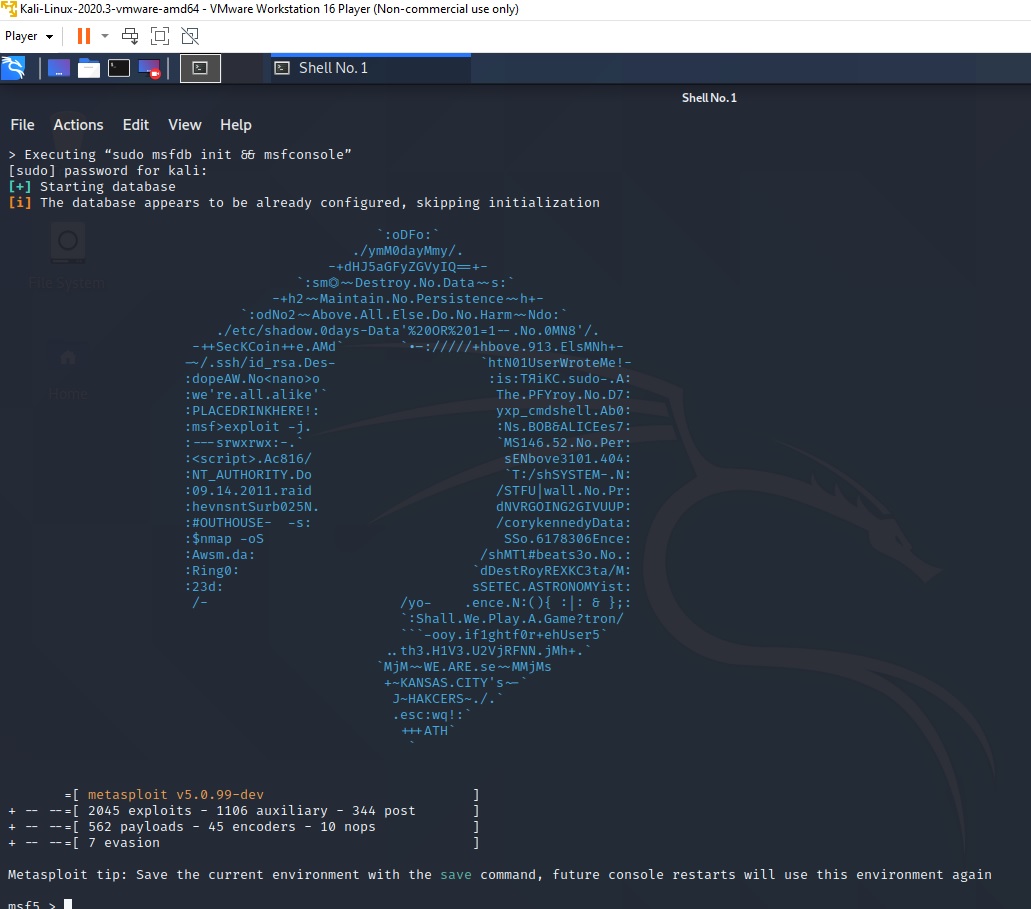 Kali-Linux-2020.3-vmware-amd64 - VMware Workstation 16 Player (Non-commercial use only)
Player
Shell No. 1
Shell No. 1
File Actions Edit View Help
> Executing “sudo msfdb init && msfconsole”
[sudo] password for kali:
[+] Starting database
[i] The database appears to be already configured, skipping initialization
`:oDFo:`
./ymM0dayMmy/.
-+dHJ5aGFyZGVyIQ==+-
`:sm⏣~~Destroy.No.Data~~s:`
-+h2~~Maintain.No.Persistence~~h+-
`:odNo2~~Above.All.Else.Do.No.Harm~~Ndo:`
./etc/shadow.0days-Data'%20OR%201=1--.No.0MN8'/.
-++SecKCoin++e.AMd` `.-://///+hbove.913.ElsMNh+-
~~/.ssh/id_rsa.Des- `htN01UserWroteMe!-
:dopeAW.No<nano>o :is:TЯiKC.sudo-.A:
:we're.all.alike'` The.PFYroy.No.D7:
:PLACEDRINKHERE!: yxp_cmdshell.Ab0:
:msf>exploit -j. :Ns.BOB&ALICEes7:
:---srwxrwx:-.` `MS146.52.No.Per:
:<script>.Ac816/ sENbove3101.404:
:NT_AUTHORITY.Do `T:/shSYSTEM-.N:
:09.14.2011.raid /STFU|wall.No.Pr:
:hevnsntSurb025N. dNVRGOING2GIVUUP:
:#OUTHOUSE- -s: /corykennedyData:
:$nmap -oS SSo.6178306Ence:
:Awsm.da: /shMTl#beats3o.No.:
:Ring0: `dDestRoyREXKC3ta/M:
:23d: sSETEC.ASTRONOMYist:
/- /yo- .ence.N:(){ :|: & };:
`:Shall.We.Play.A.Game?tron/
```-ooy.if1ghtf0r+ehUser5`
..th3.H1V3.U2VjRFNN.jMh+.`
`MjM~~WE.ARE.se~~MMjMs
+~KANSAS.CITY's~-`
J~HAKCERS~./.`
.esc:wq!:`
+++ATH`
`
=[ metasploit v5.0.99-dev ]
+ -- --=[ 2045 exploits - 1106 auxiliary - 344 post ]
+ -- --=[ 562 payloads - 45 encoders - 10 nops ]
+ -- --=[ 7 evasion ]
Metasploit tip: Save the current environment with the save command, future console restarts will use this environment again
msf5 >
File System
Home